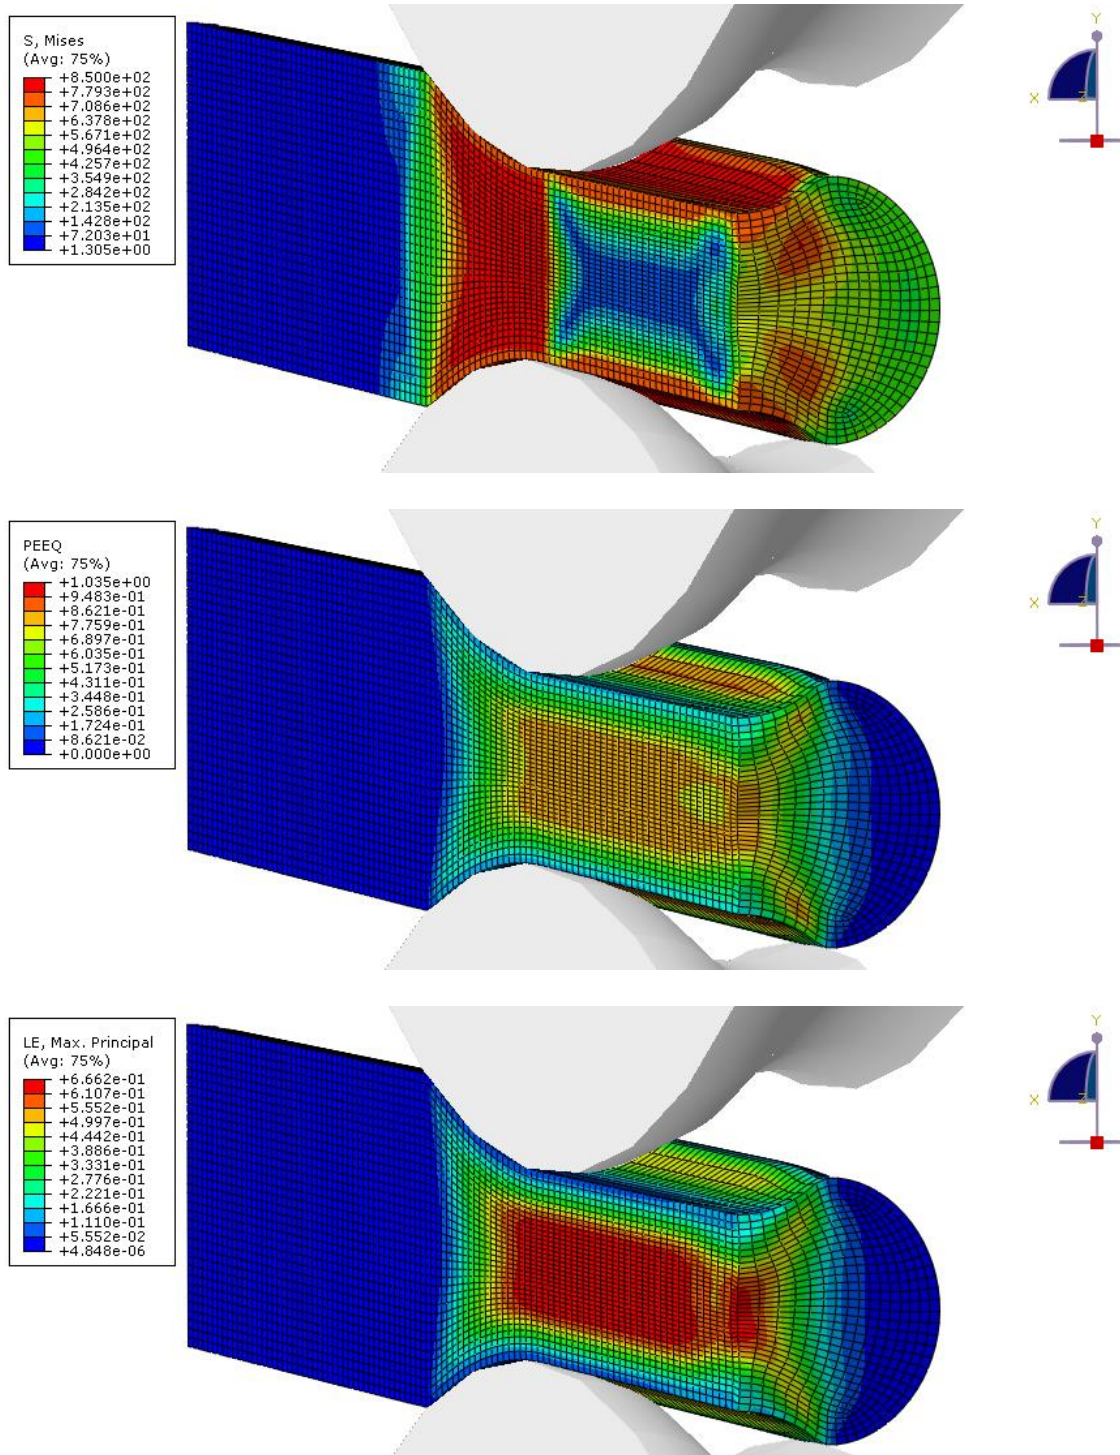 S, Mises
(Avg: 75%)
+8.500e+02
+7.793e+02
+7.086e+02
+6.378e+02
+5.671e+02
+4.964e+02
+4.257e+02
+3.549e+02
+2.842e+02
+2.135e+02
+1.428e+02
+7.203e+01
+1.305e+00
Y
X
Z
PEEQ
(Avg: 75%)
+1.035e+00
+9.483e-01
+8.621e-01
+7.759e-01
+6.897e-01
+6.035e-01
+5.173e-01
+4.311e-01
+3.448e-01
+2.586e-01
+1.724e-01
+8.621e-02
+0.000e+00
Y
X
Z
LE, Max. Principal
(Avg: 75%)
+6.662e-01
+6.107e-01
+5.552e-01
+4.997e-01
+4.442e-01
+3.886e-01
+3.331e-01
+2.776e-01
+2.221e-01
+1.666e-01
+1.110e-01
+5.552e-02
+4.848e-06
Y
X
Z